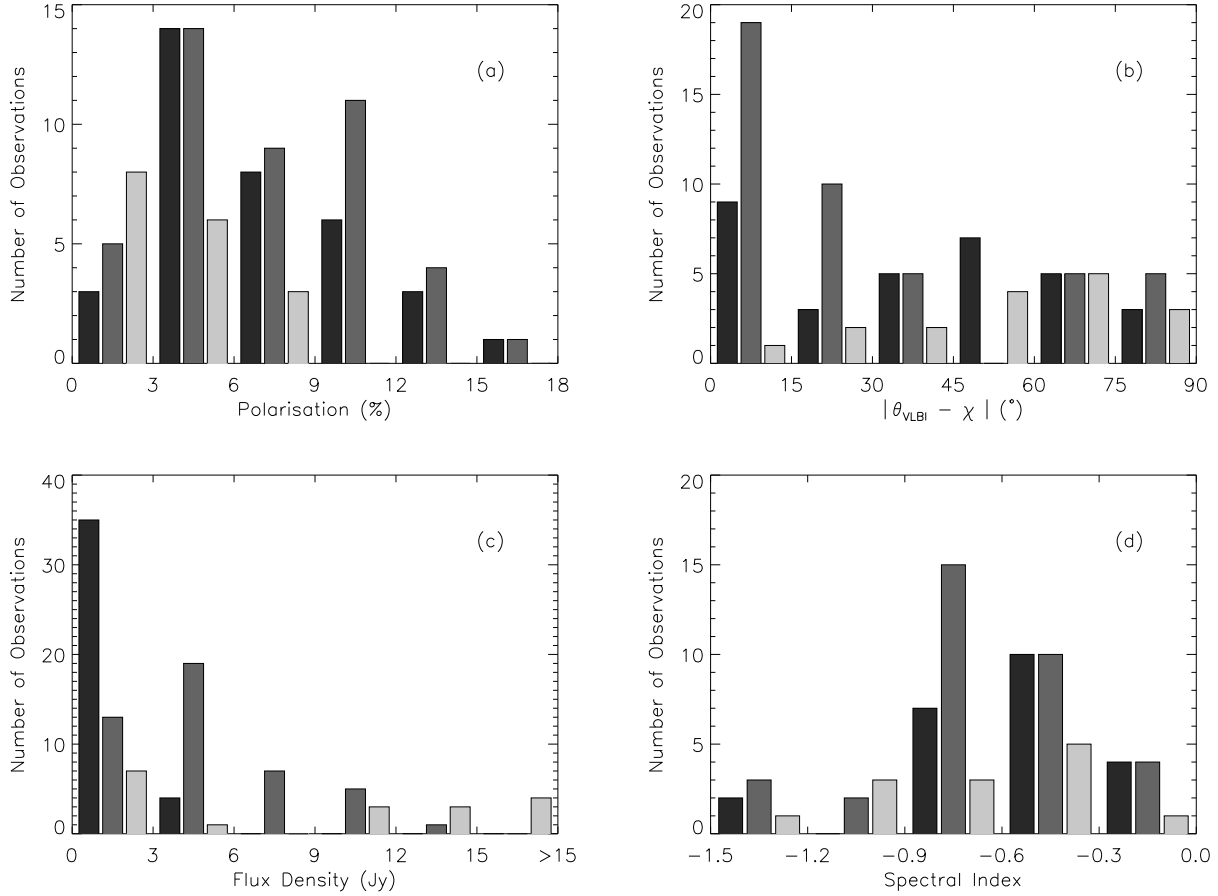 15
10
5
0
0 3 6 9 12 15 18
Number of Observations
Polarisation (%)
(a)
20
15
10
5
0
0 15 30 45 60 75 90
Number of Observations
|θVLBI − χ | (°)
(b)
40
30
20
10
0
0 3 6 9 12 15 >15
Number of Observations
Flux Density (Jy)
(c)
20
15
10
5
0
−1.5 −1.2 −0.9 −0.6 −0.3 0.0
Number of Observations
Spectral Index
(d)